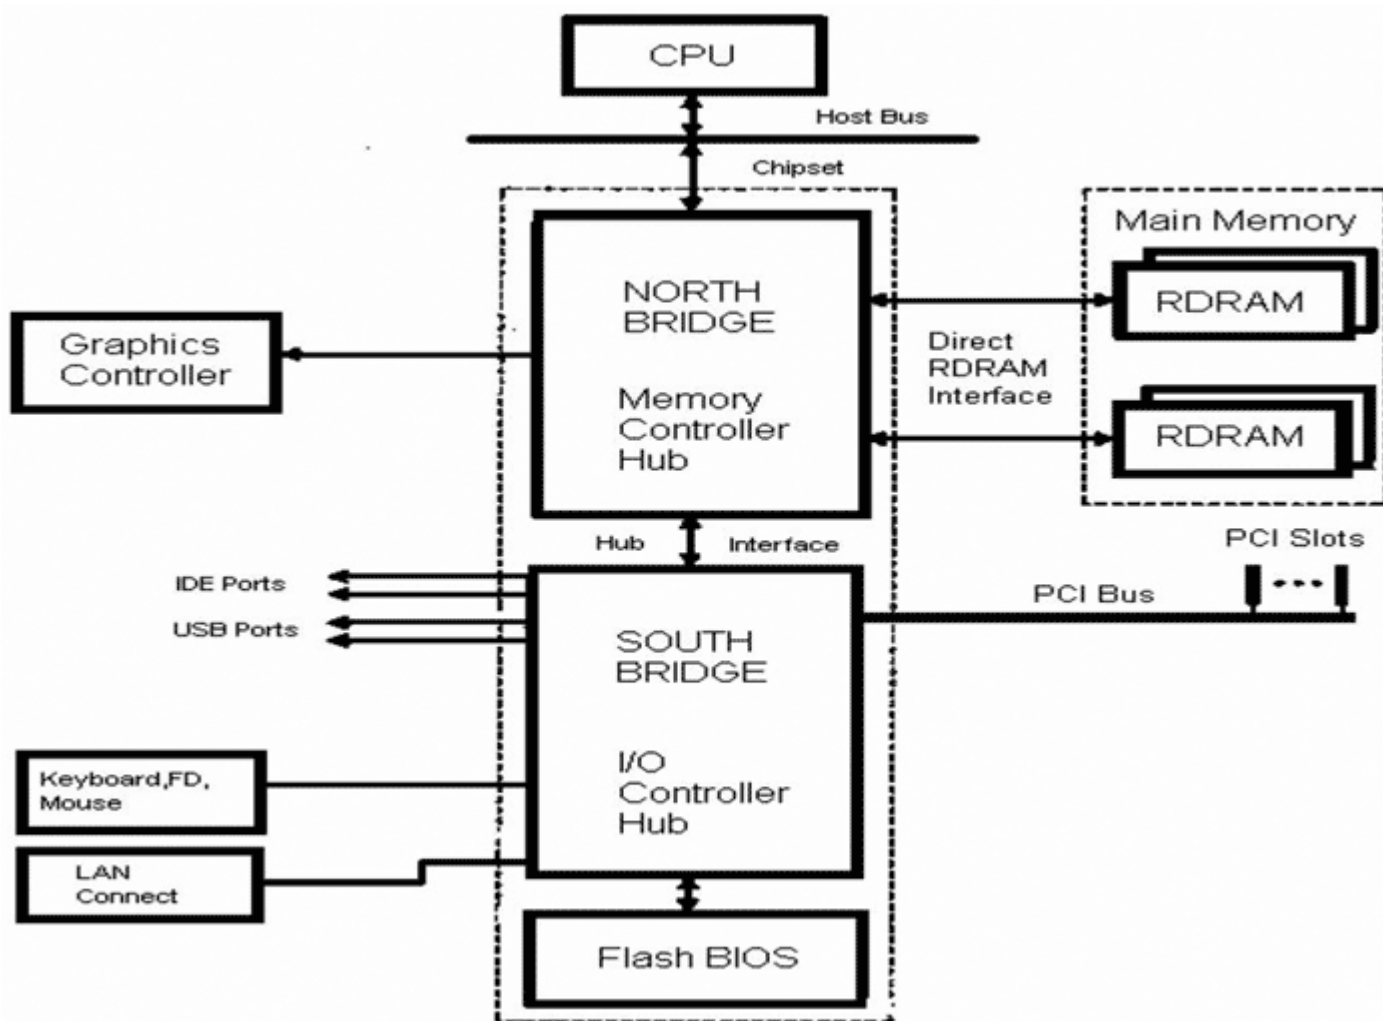 CPU
Host Bus
Chipset
NORTH
BRIDGE
Memory
Controller
Hub
Graphics
Controller
Main Memory
RDRAM
RDRAM
Direct
RDRAM
Interface
Hub Interface
IDE Ports
USB Ports
SOUTH
BRIDGE
I/O
Controller
Hub
PCI Slots
PCI Bus
Keyboard,FD,
Mouse
LAN
Connect
Flash BIOS